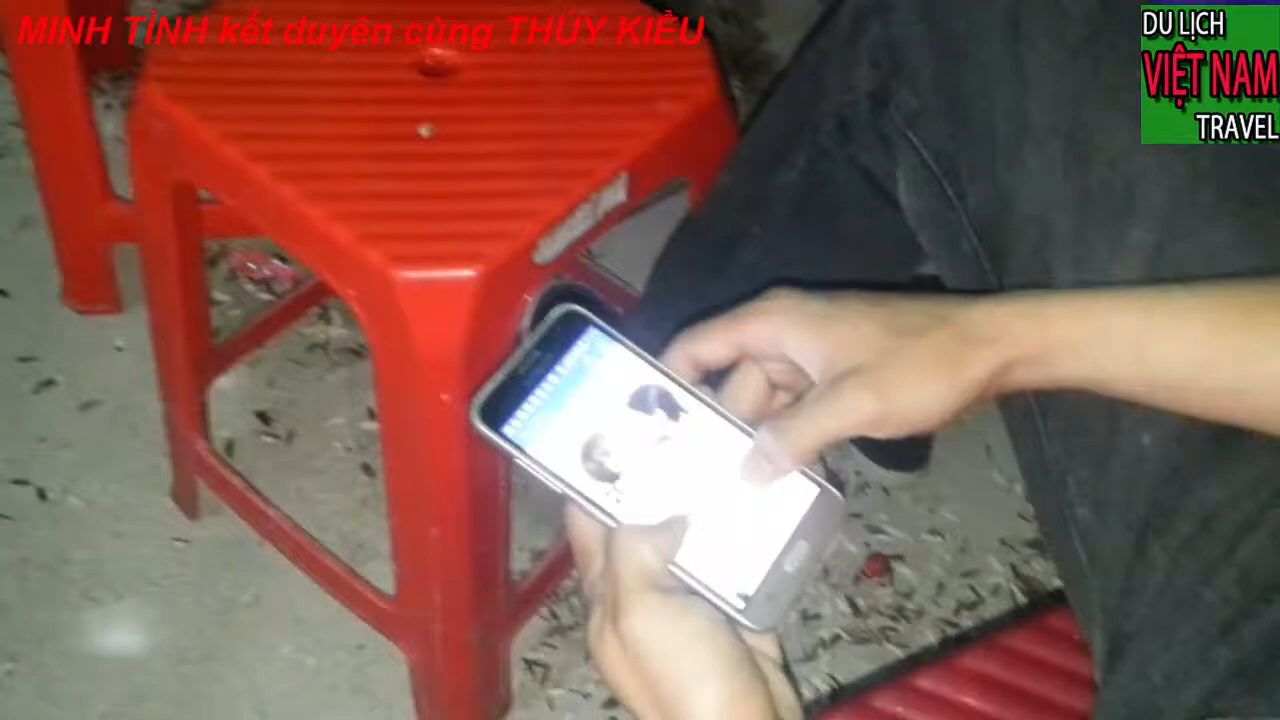 MINH TỈNH kết duyên cùng THÚY KIỀU
DU LỊCH
VIỆT NAM
TRAVEL